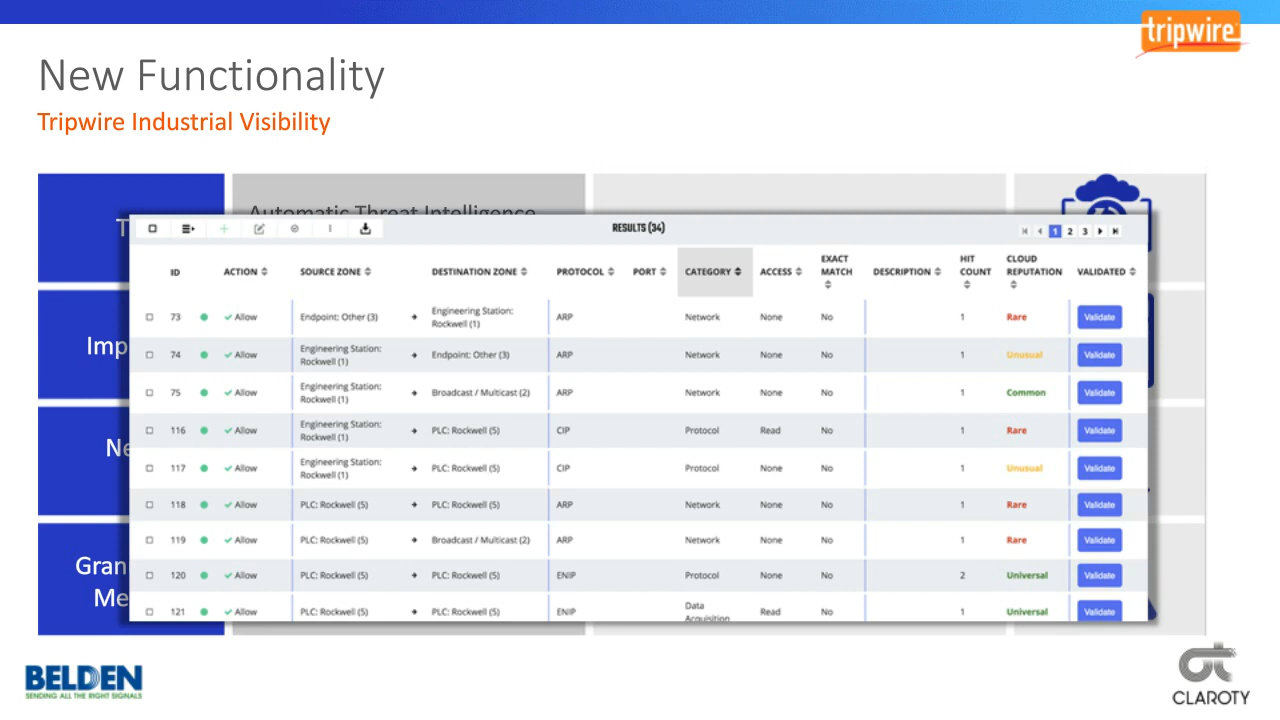 tripwire
New Functionality
Tripwire Industrial Visibility
Automatic Threat Intelligence
RESULTS (34)
1 2 3
ID ACTION SOURCE ZONE DESTINATION ZONE PROTOCOL PORT CATEGORY ACCESS EXACT MATCH DESCRIPTION HIT COUNT CLOUD REPUTATION VALIDATED
73 Allow Endpoint: Other (3) Engineering Station: Rockwell (1) ARP Network None No 1 Rare Validate
74 Allow Engineering Station: Rockwell (1) Endpoint: Other (3) ARP Network None No 1 Unusual Validate
75 Allow Engineering Station: Rockwell (1) Broadcast / Multicast (2) ARP Network None No 1 Common Validate
116 Allow Engineering Station: Rockwell (1) PLC: Rockwell (5) CIP Protocol Read No 1 Rare Validate
117 Allow Engineering Station: Rockwell (1) PLC: Rockwell (5) CIP Protocol None No 1 Unusual Validate
118 Allow PLC: Rockwell (5) PLC: Rockwell (5) ARP Network None No 1 Rare Validate
119 Allow PLC: Rockwell (5) Broadcast / Multicast (2) ARP Network None No 1 Rare Validate
120 Allow PLC: Rockwell (5) PLC: Rockwell (5) ENIP Protocol None No 2 Universal Validate
121 Allow PLC: Rockwell (5) PLC: Rockwell (5) ENIP Data Acquisition Read No 1 Universal Validate
BELDEN
SENDING ALL THE RIGHT SIGNALS
CLAROTY